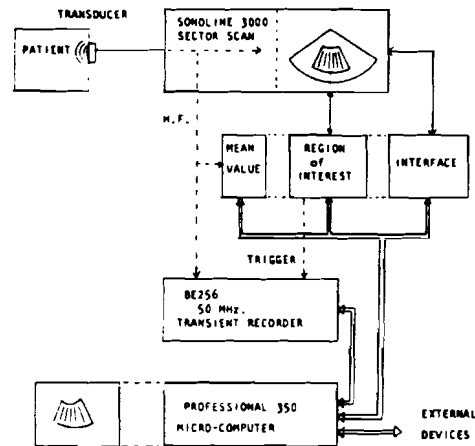 TRANSDUCER
PATIENT
SONOLINE 3000
SECTOR SCAN
H.F.
MEAN
VALUE
REGION
of
INTEREST
INTERFACE
TRIGGER
BE256
50 MHz.
TRANSIENT RECORDER
PROFESSIONAL 350
MICRO-COMPUTER
EXTERNAL
DEVICES